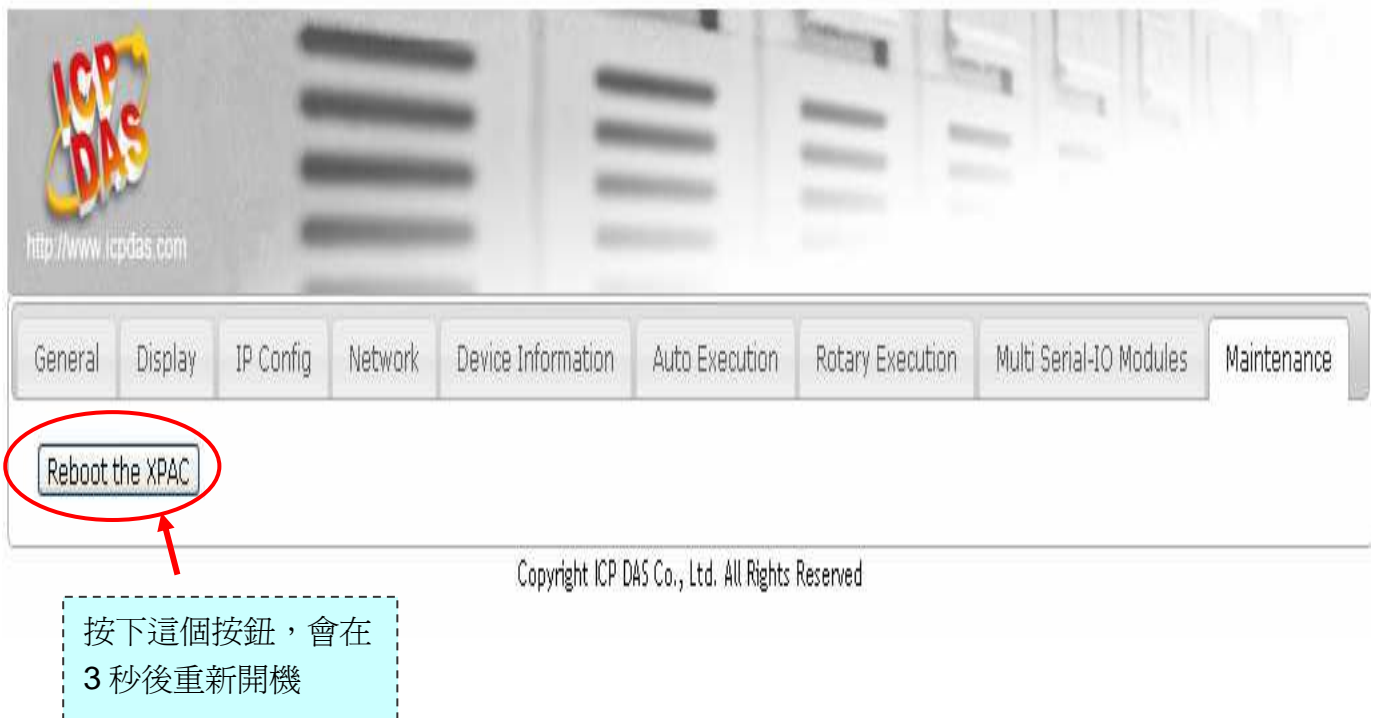 ICP
DAS
http://www.icpdas.com
General Display IP Config Network Device Information Auto Execution Rotary Execution Multi Serial-IO Modules Maintenance
Reboot the XPAC
Copyright ICP DAS Co., Ltd. All Rights Reserved
按下這個按鈕，會在
3 秒後重新開機